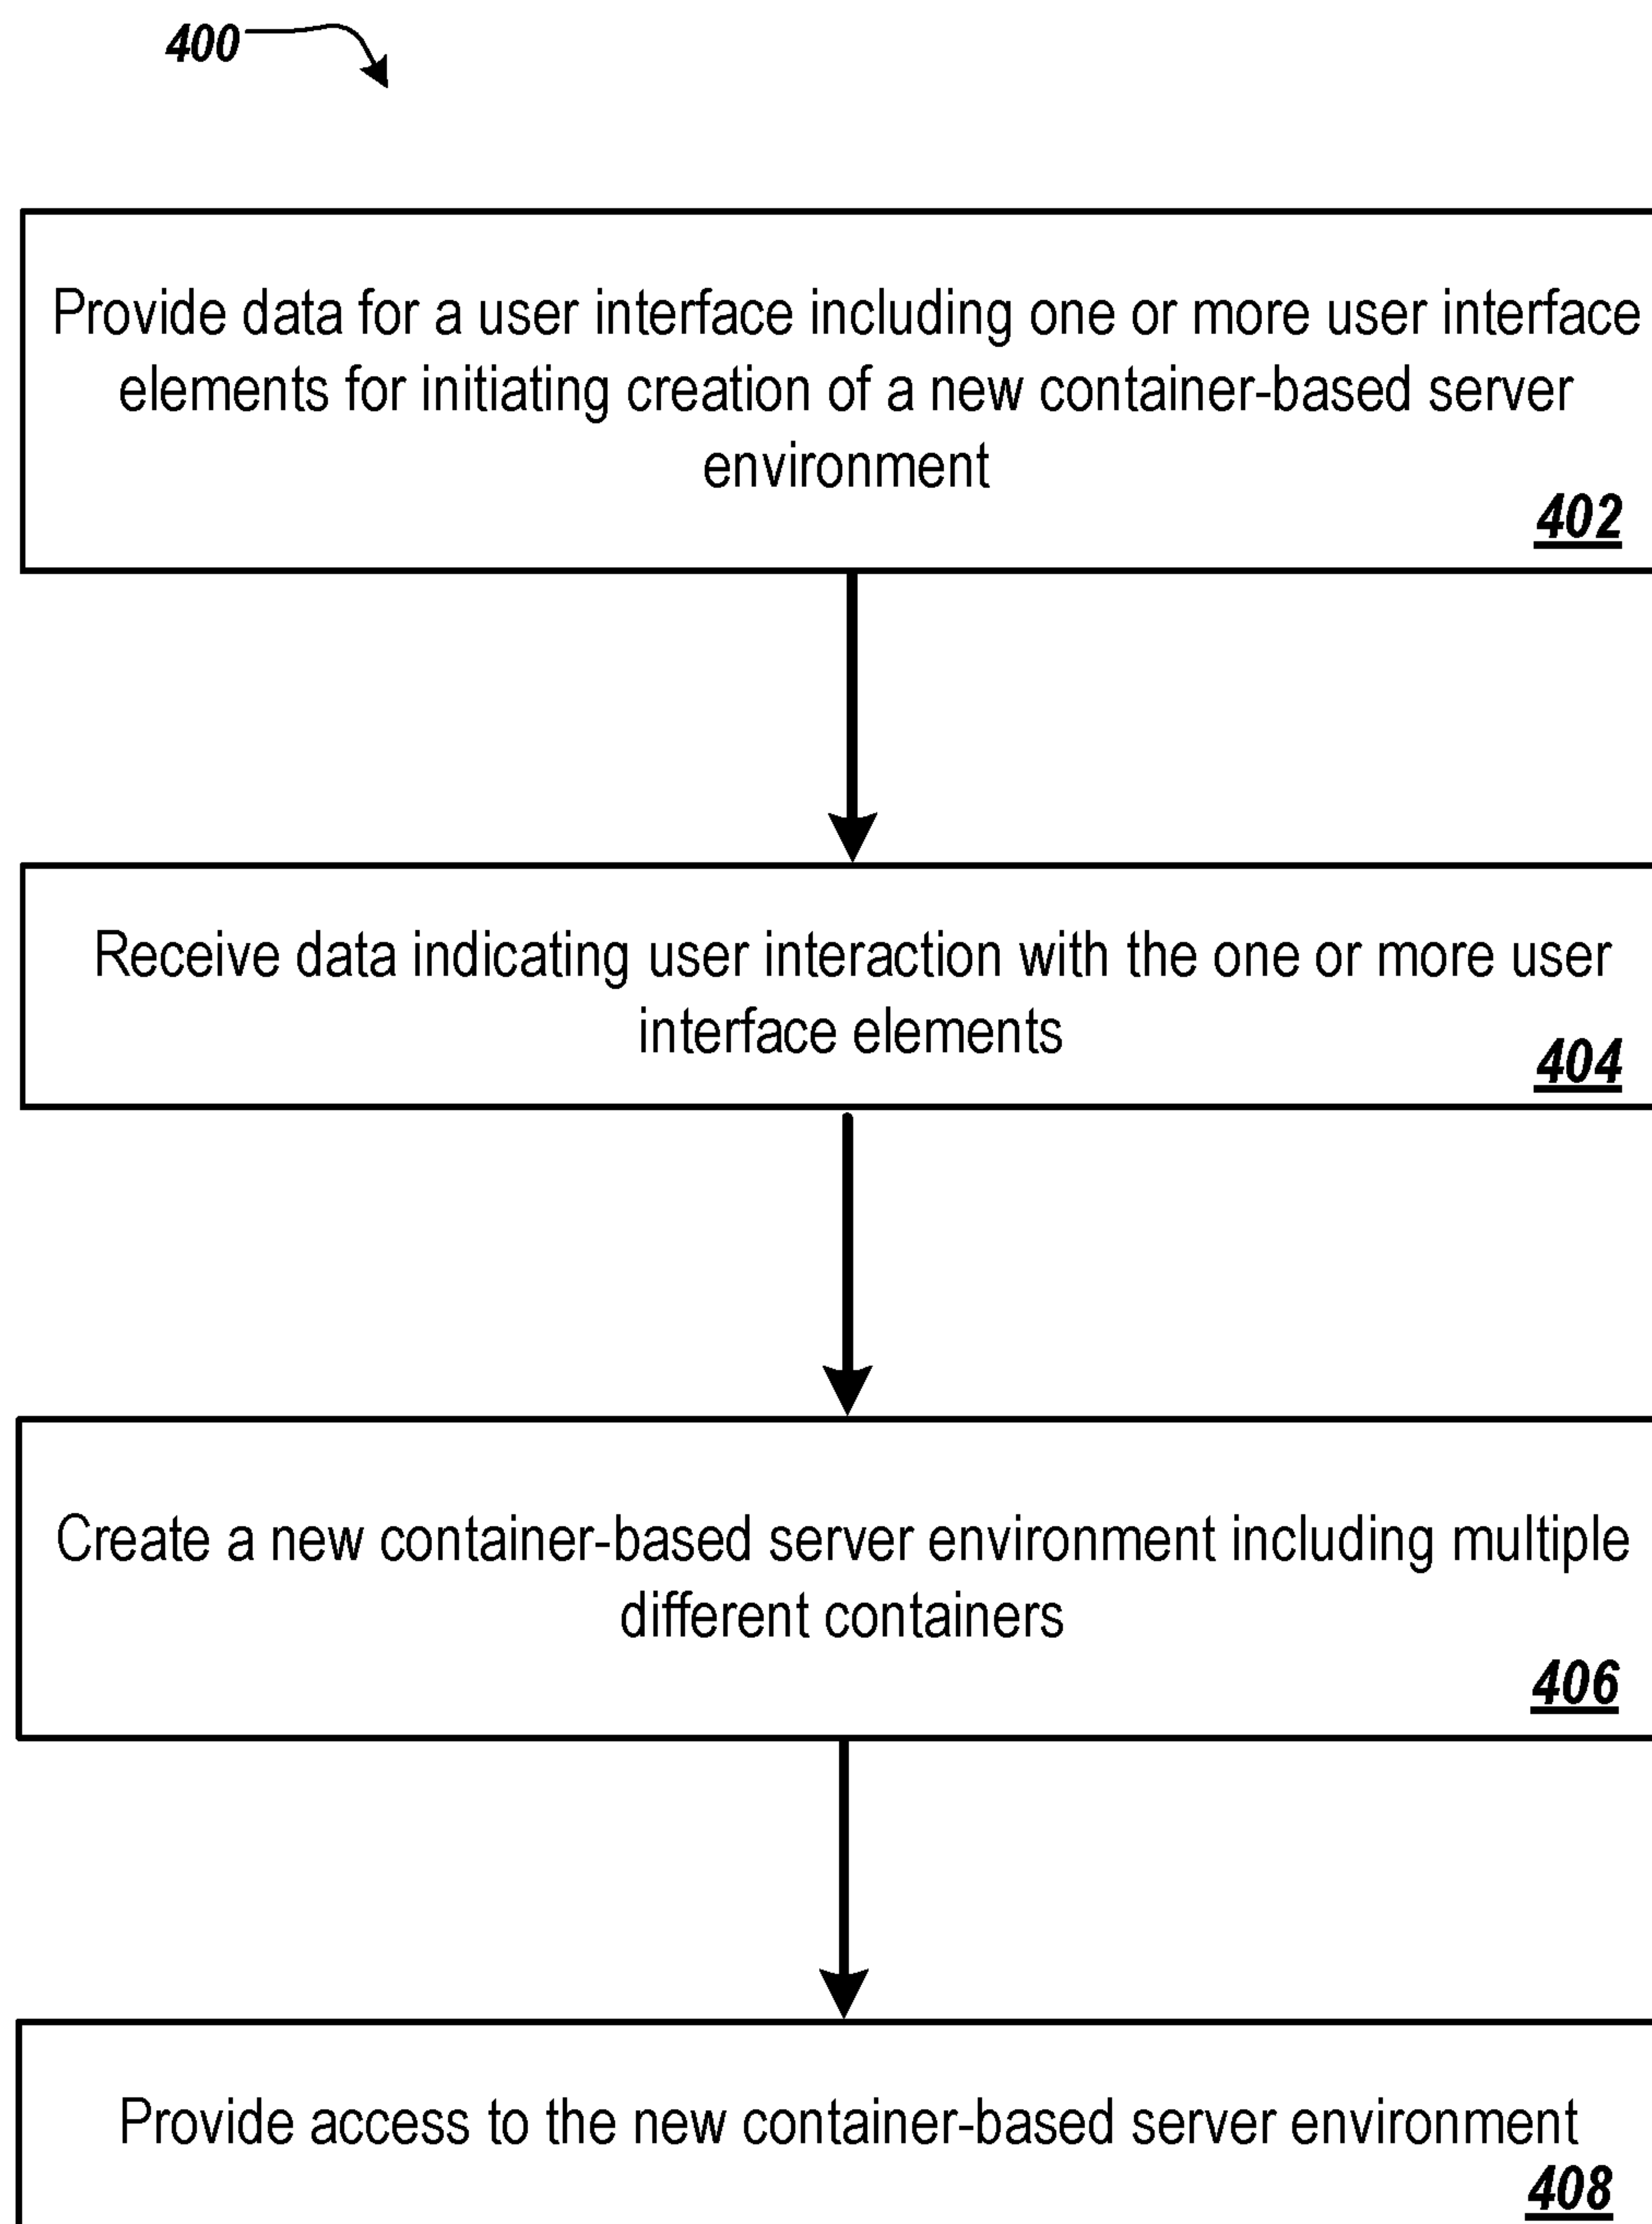 400
Provide data for a user interface including one or more user interface
elements for initiating creation of a new container-based server
environment
402
Receive data indicating user interaction with the one or more user
interface elements
404
Create a new container-based server environment including multiple
different containers
406
Provide access to the new container-based server environment
408